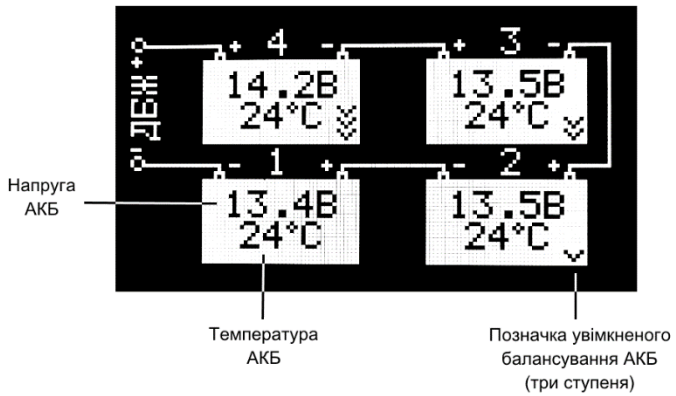 + 4 -
+ 3 -
14.2В
24°C
13.5В
24°C
+ ДБЖ -
- 1 +
- 2 +
Напруга
АКБ
13.4В
24°C
13.5В
24°C
Температура
АКБ
Позначка увімкненого
балансування АКБ
(три ступеня)